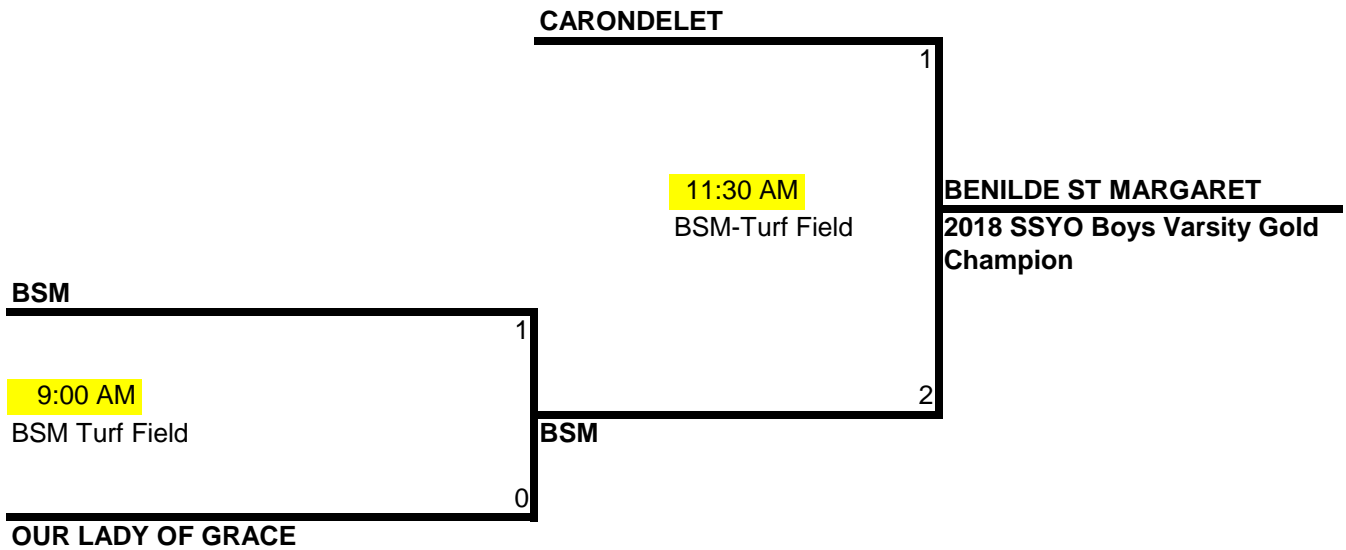 CARONDELET
1
11:30 AM
BENILDE ST MARGARET
BSM-Turf Field
2018 SSYO Boys Varsity Gold
Champion
BSM
1
9:00 AM
2
BSM Turf Field
BSM
0
OUR LADY OF GRACE